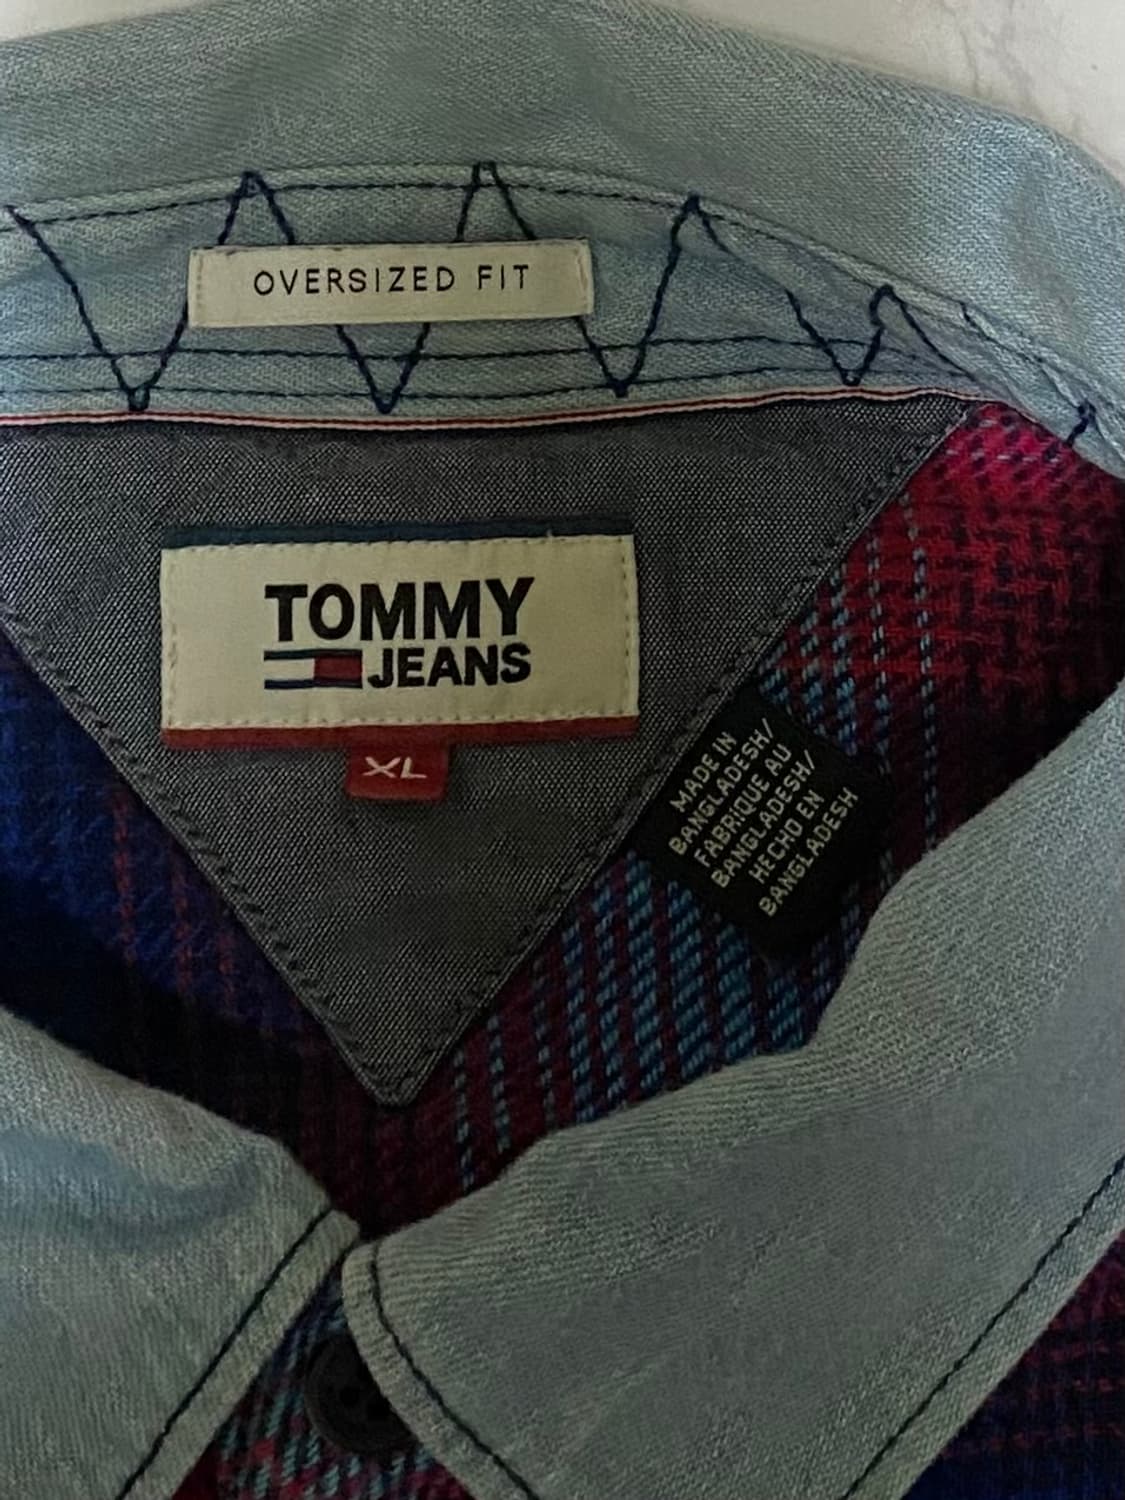 OVERSIZED FIT
TOMMY
JEANS
XL
MADE IN
BANGLADESH/
FABRIQUE AU
BANGLADESH/
HECHO EN
BANGLADESH